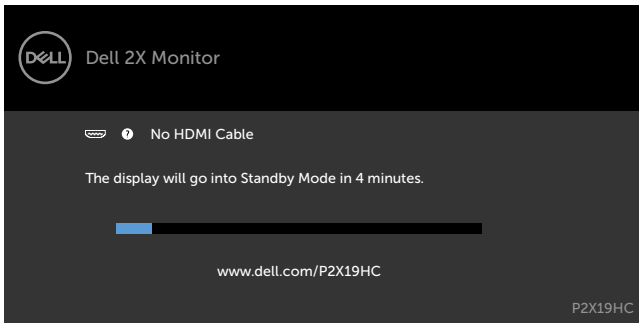 DELL
Dell 2X Monitor
? No HDMI Cable
The display will go into Standby Mode in 4 minutes.
www.dell.com/P2X19HC
P2X19HC